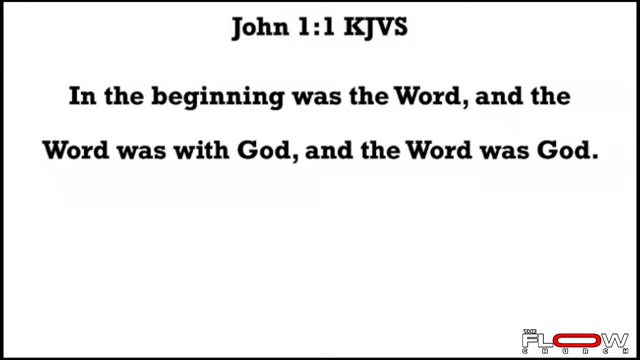 John 1:1 KJVS
In the beginning was the Word, and the
Word was with God, and the Word was God.
THE
FLOW
CHURCH